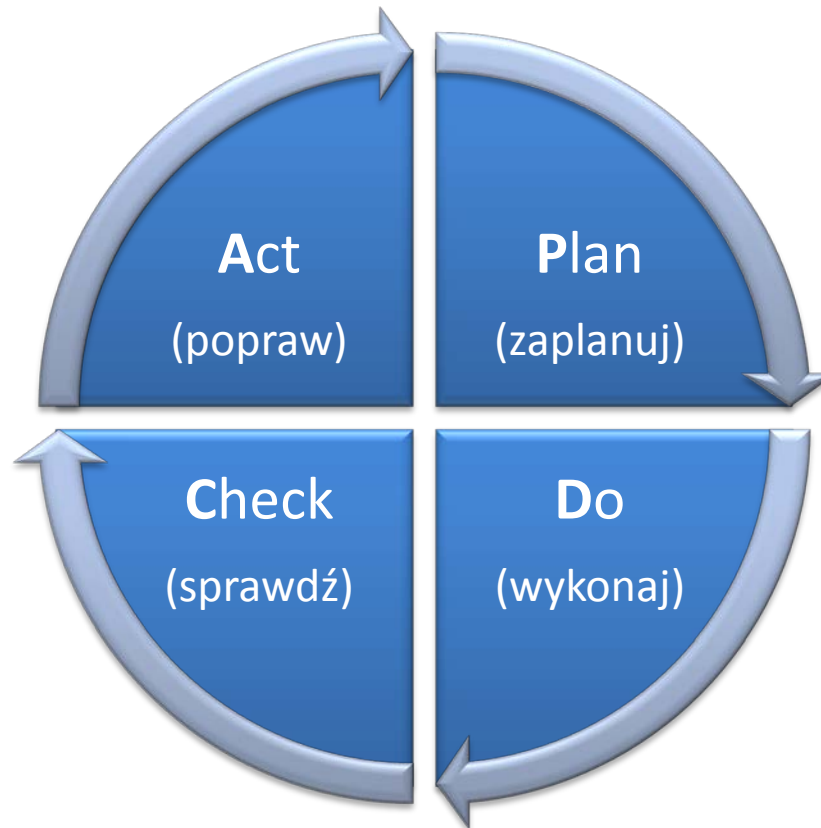 Act
(popraw)
Plan
(zaplanuj)
Check
(sprawdź)
Do
(wykonaj)